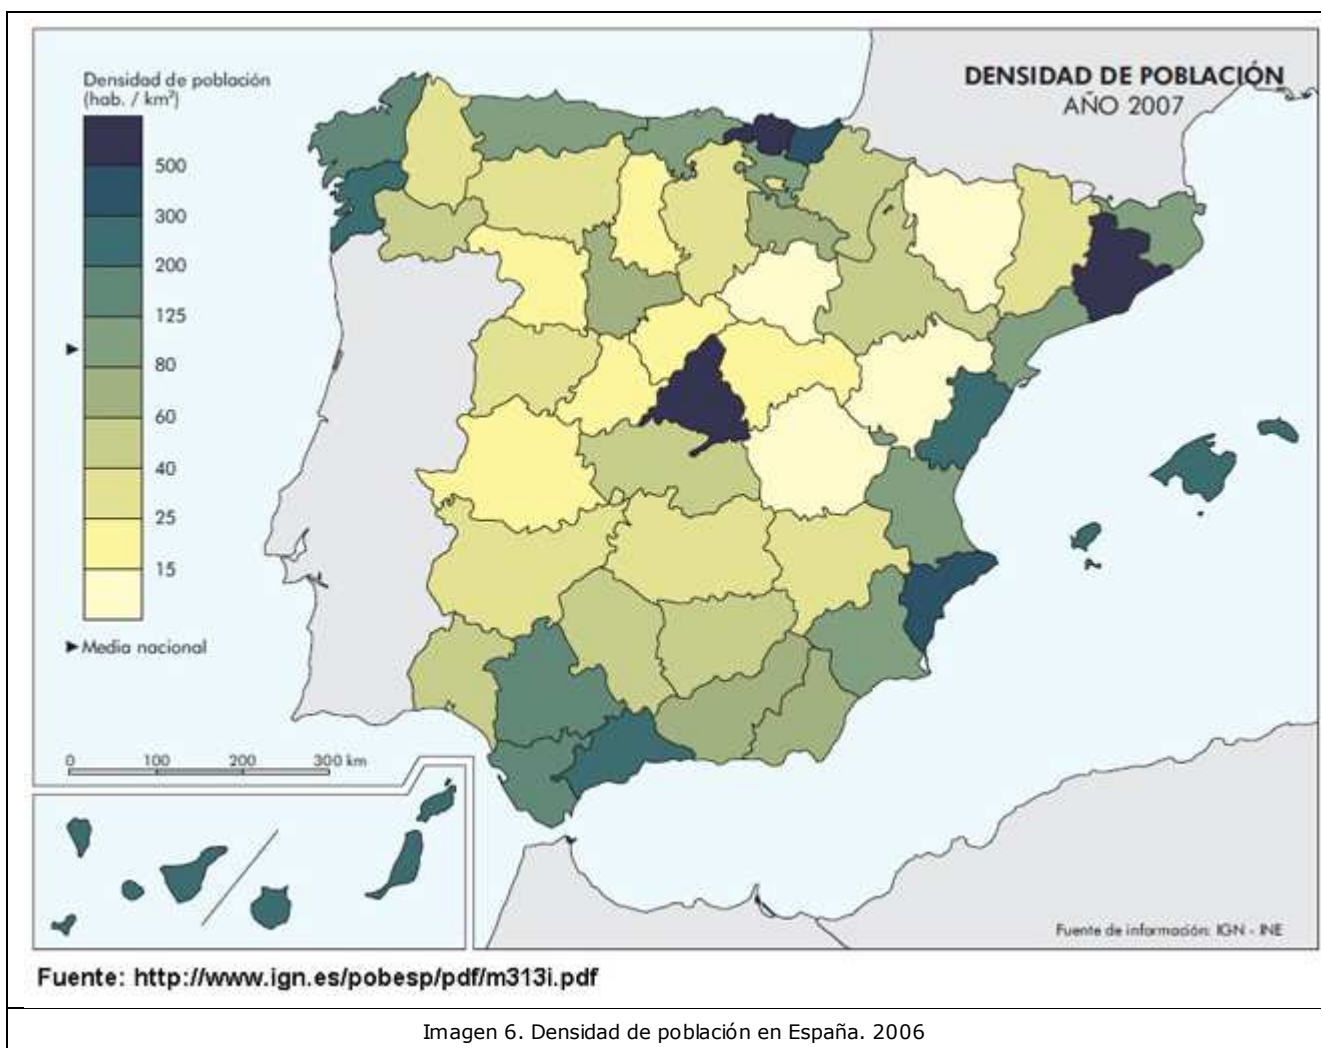 Densidad de población
(hab. / km²)
500
300
200
125
80
60
40
25
15
Media nacional
DENSIDAD DE POBLACIÓN
AÑO 2007
0 100 200 300 km
Fuente de información: IGN - INE
Fuente: http://www.ign.es/pobesp/pdf/m313i.pdf
Imagen 6. Densidad de población en España. 2006